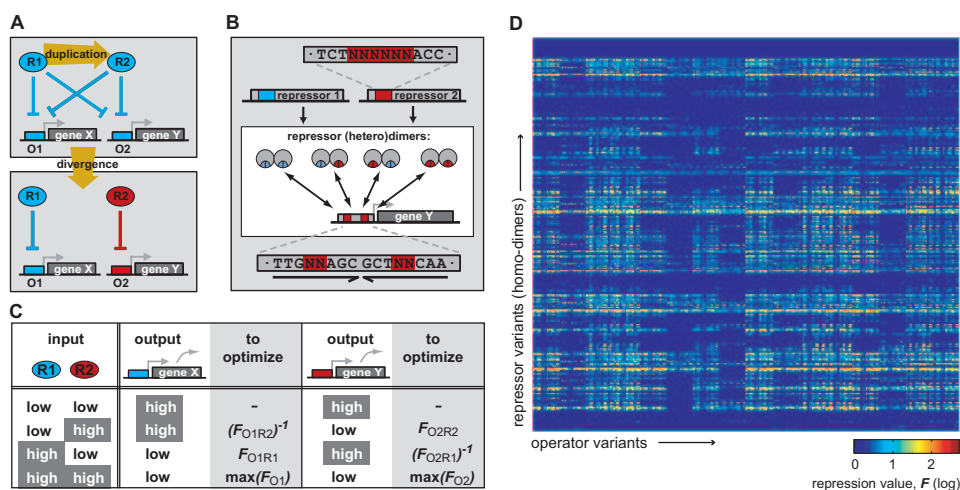 A
R1
duplication
R2
gene X
gene Y
O1
O2
divergence
R1
R2
gene X
gene Y
O1
O2
B
· TCTNNNNNNACC ·
repressor 1
repressor 2
repressor (hetero)dimers:
gene Y
· TTGNNAGC GCTNNCAA ·
C
input
output
to optimize
output
to optimize
R1 R2
gene X
gene Y
low low high – high –
low high high (FO1R2)-1 low FO2R2
high low low FO1R1 high (FO2R1)-1
high high low max(FO1) low max(FO2)
D
repressor variants (homo-dimers)
operator variants
0 1 2
repression value, F (log)